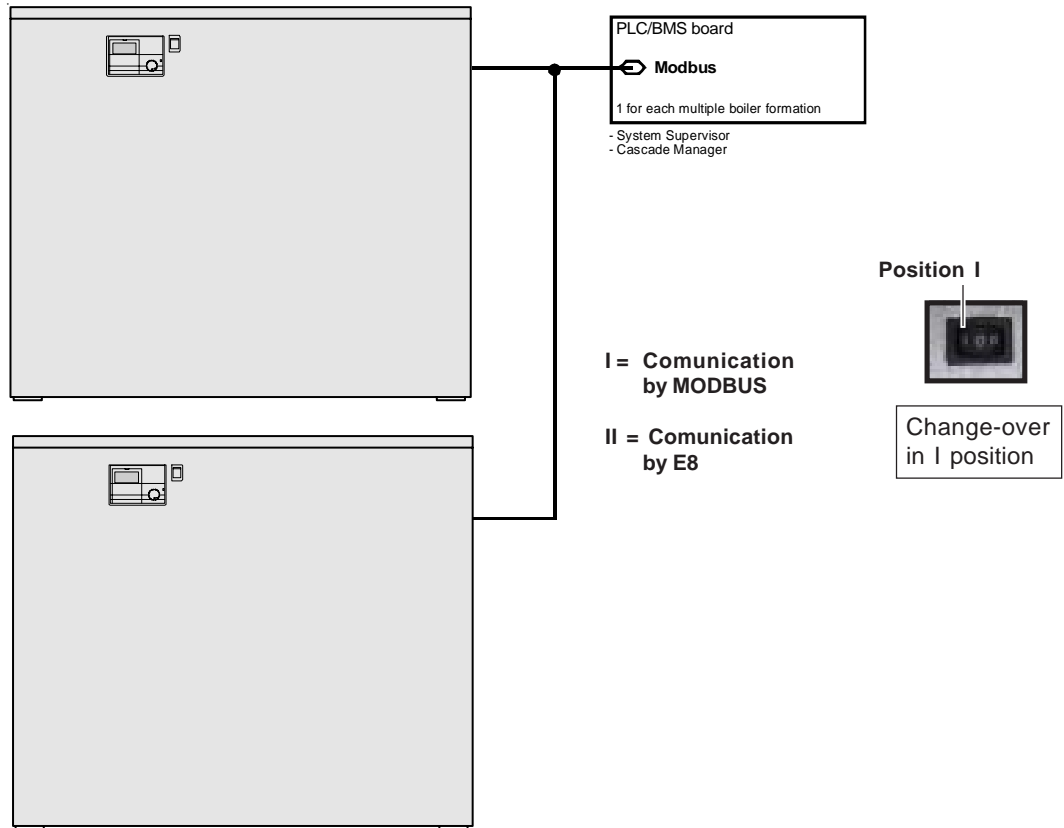 PLC/BMS board
Modbus
1 for each multiple boiler formation
- System Supervisor
- Cascade Manager
Position I
I = Comunication
by MODBUS
II = Comunication
by E8
Change-over
in I position